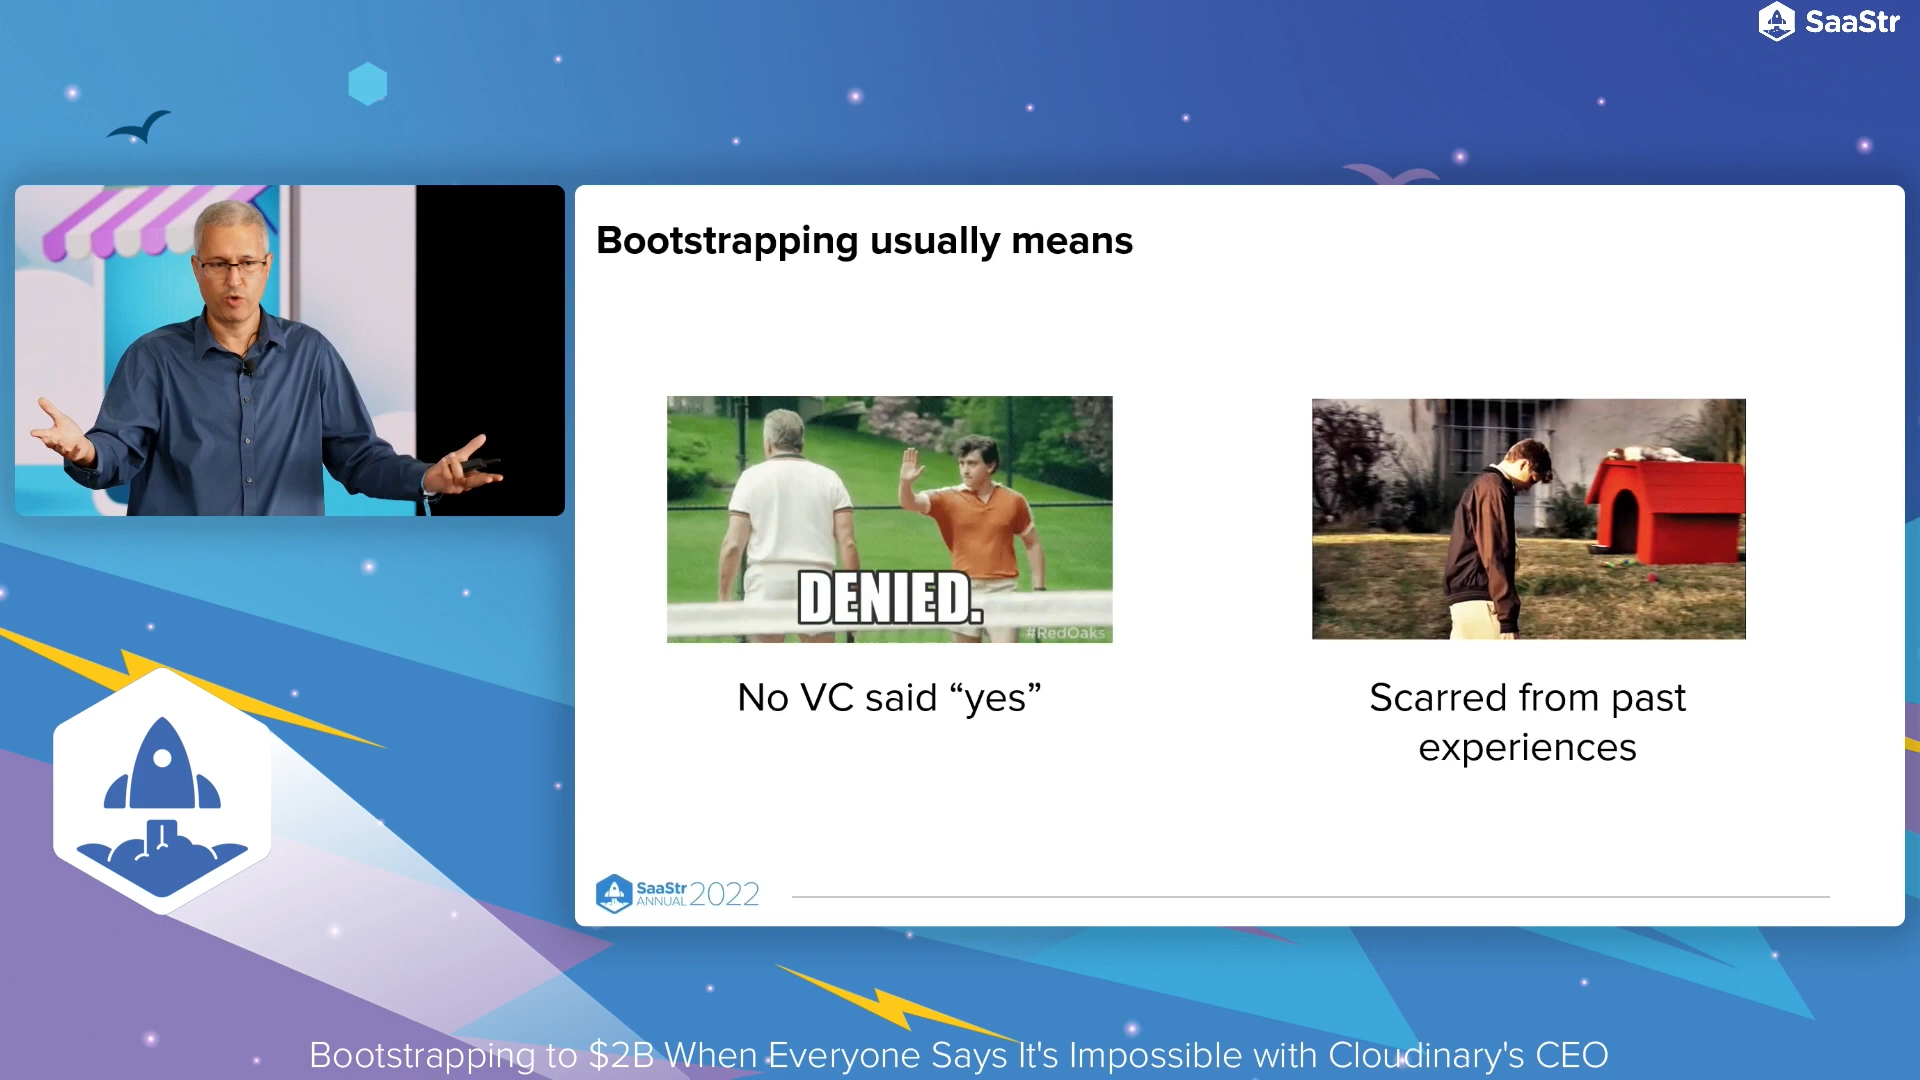 SaaStr
Bootstrapping usually means
DENIED.
#RedOaks
No VC said “yes”
Scarred from past
experiences
SaaStr
ANNUAL 2022
Bootstrapping to $2B When Everyone Says It's Impossible with Cloudinary's CEO